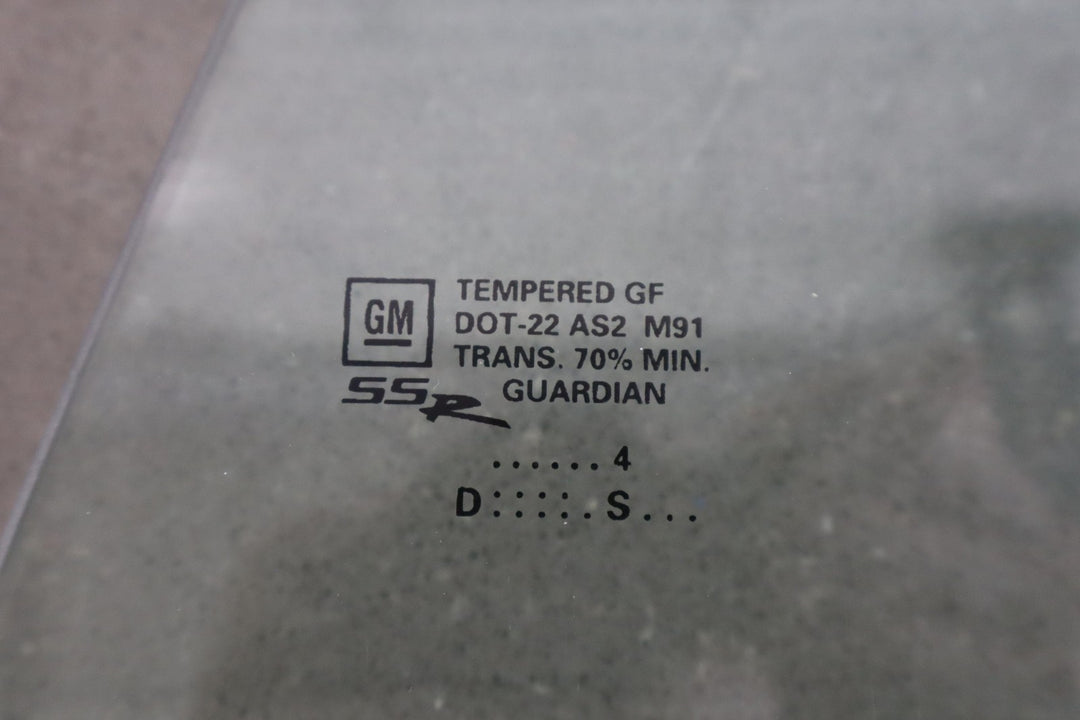 GM
TEMPERED GF
DOT-22 AS2 M91
TRANS. 70% MIN.
SSR GUARDIAN
. . . . . . 4
D : : : : . S . . .